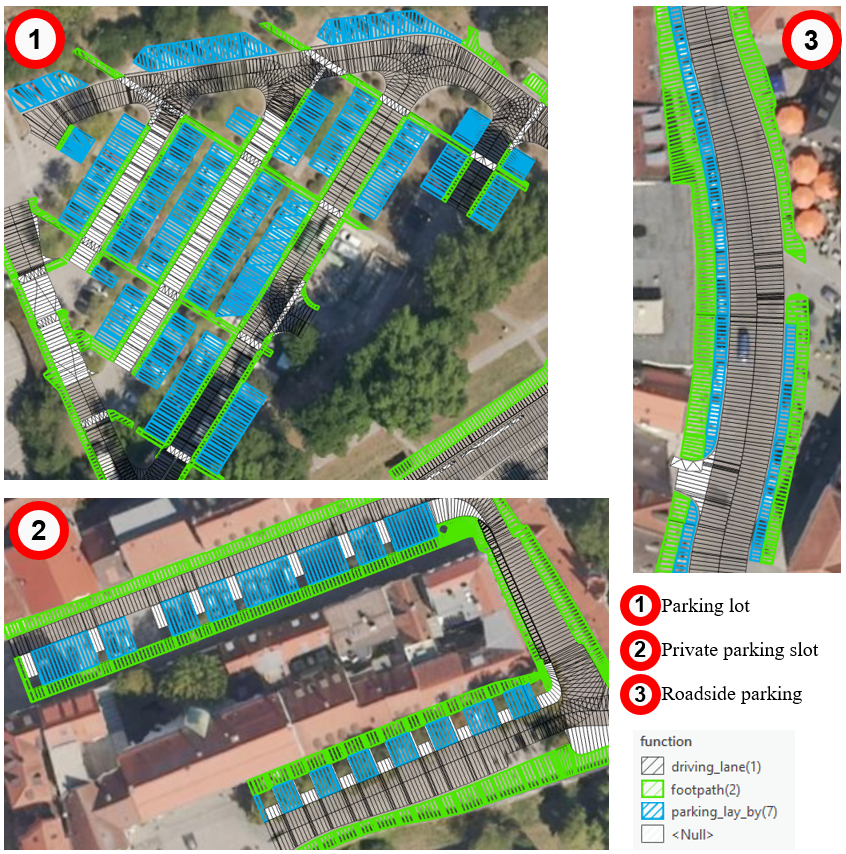 1
3
2
1 Parking lot
2 Private parking slot
3 Roadside parking
function
driving_lane(1)
footpath(2)
parking_lay_by(7)
<Null>